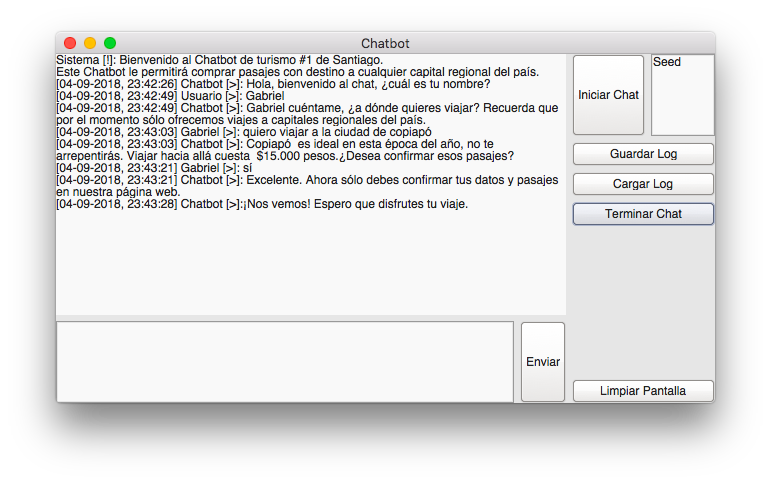 Chatbot
Sistema [!]: Bienvenido al Chatbot de turismo #1 de Santiago.
Este Chatbot le permitirá comprar pasajes con destino a cualquier capital regional del país.
[04-09-2018, 23:42:26] Chatbot [>]: Hola, bienvenido al chat, ¿cuál es tu nombre?
[04-09-2018, 23:42:49] Usuario [>]: Gabriel
[04-09-2018, 23:42:49] Chatbot [>]: Gabriel cuéntame, ¿a dónde quieres viajar? Recuerda que
por el momento sólo ofrecemos viajes a capitales regionales del país.
[04-09-2018, 23:43:03] Gabriel [>]: quiero viajar a la ciudad de copiapó
[04-09-2018, 23:43:03] Chatbot [>]: Copiapó  es ideal en esta época del año, no te
arrepentirás. Viajar hacia allá cuesta  $15.000 pesos.¿Desea confirmar esos pasajes?
[04-09-2018, 23:43:21] Gabriel [>]: sí
[04-09-2018, 23:43:21] Chatbot [>]: Excelente. Ahora sólo debes confirmar tus datos y pasajes
en nuestra página web.
[04-09-2018, 23:43:28] Chatbot [>]:¡Nos vemos! Espero que disfrutes tu viaje.
Iniciar Chat
Seed
Guardar Log
Cargar Log
Terminar Chat
Enviar
Limpiar Pantalla